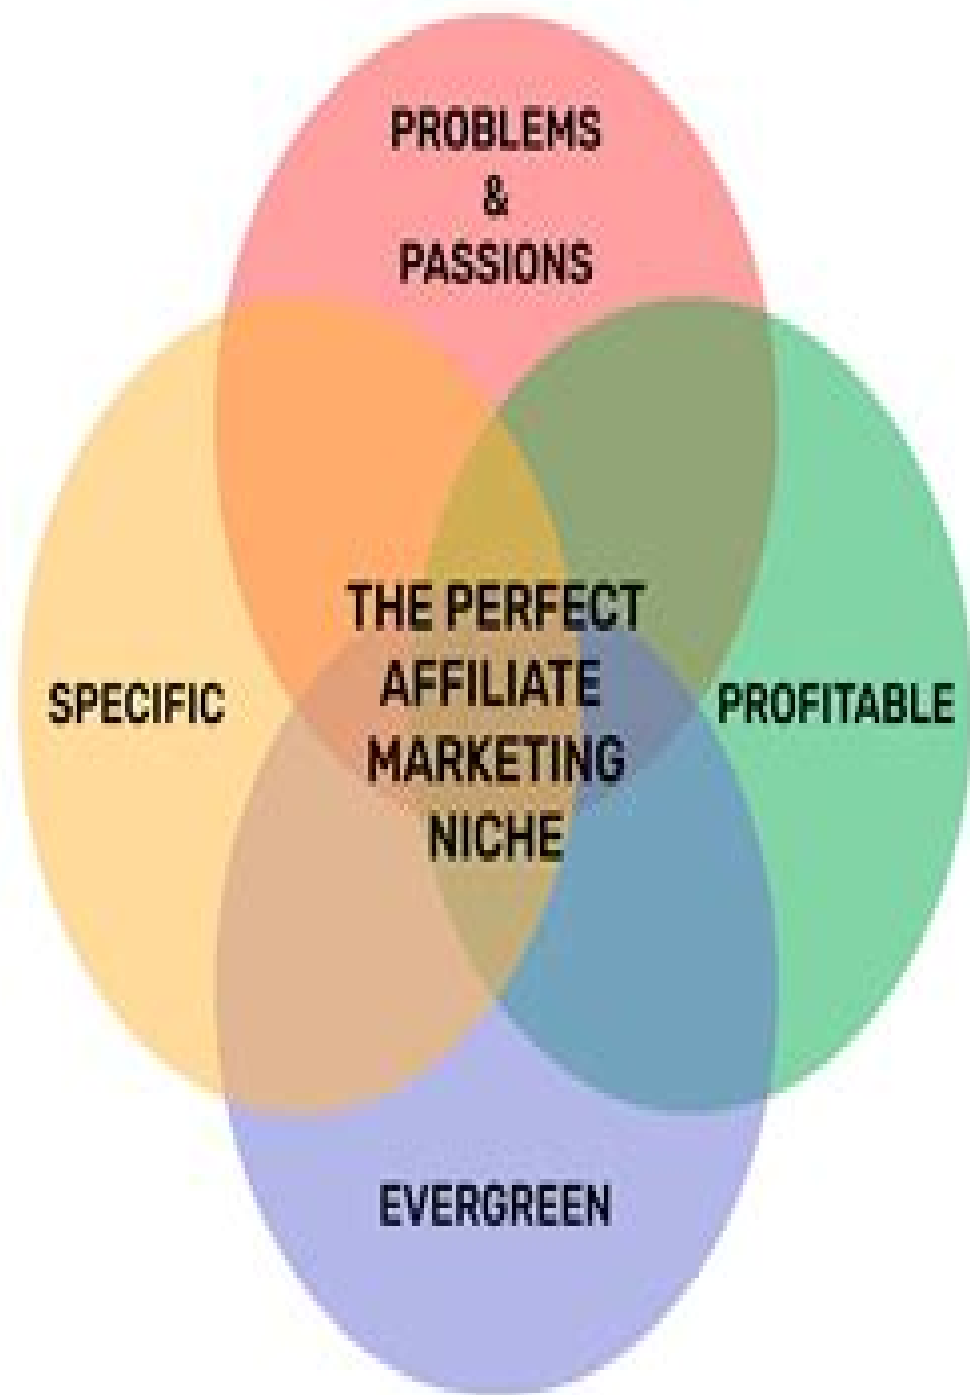 PROBLEMS
&
PASSIONS
THE PERFECT
AFFILIATE
MARKETING
NICHE
SPECIFIC
PROFITABLE
EVERGREEN